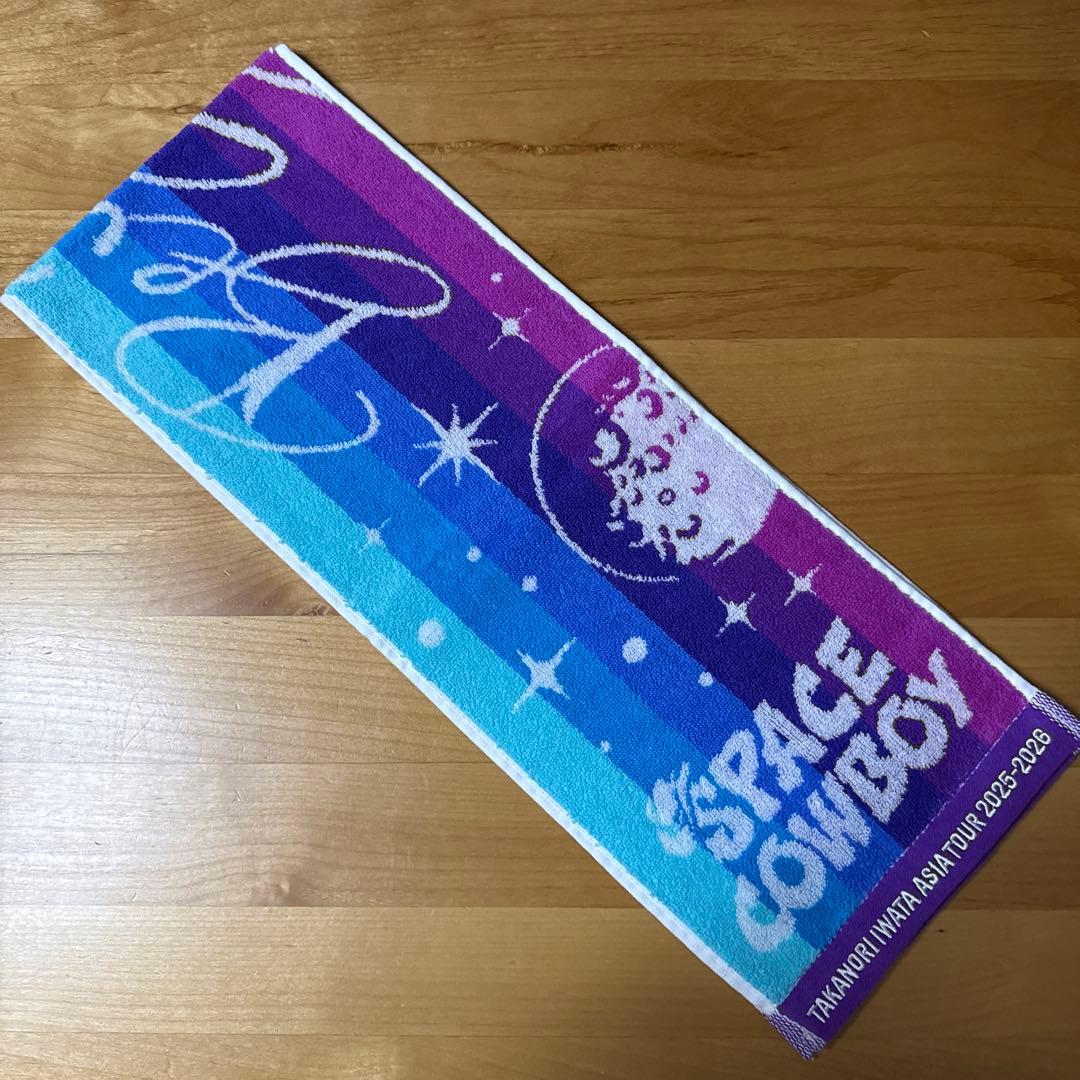 SPACE
COWBOY
TAKANORI IWATA ASIA TOUR 2025-2026